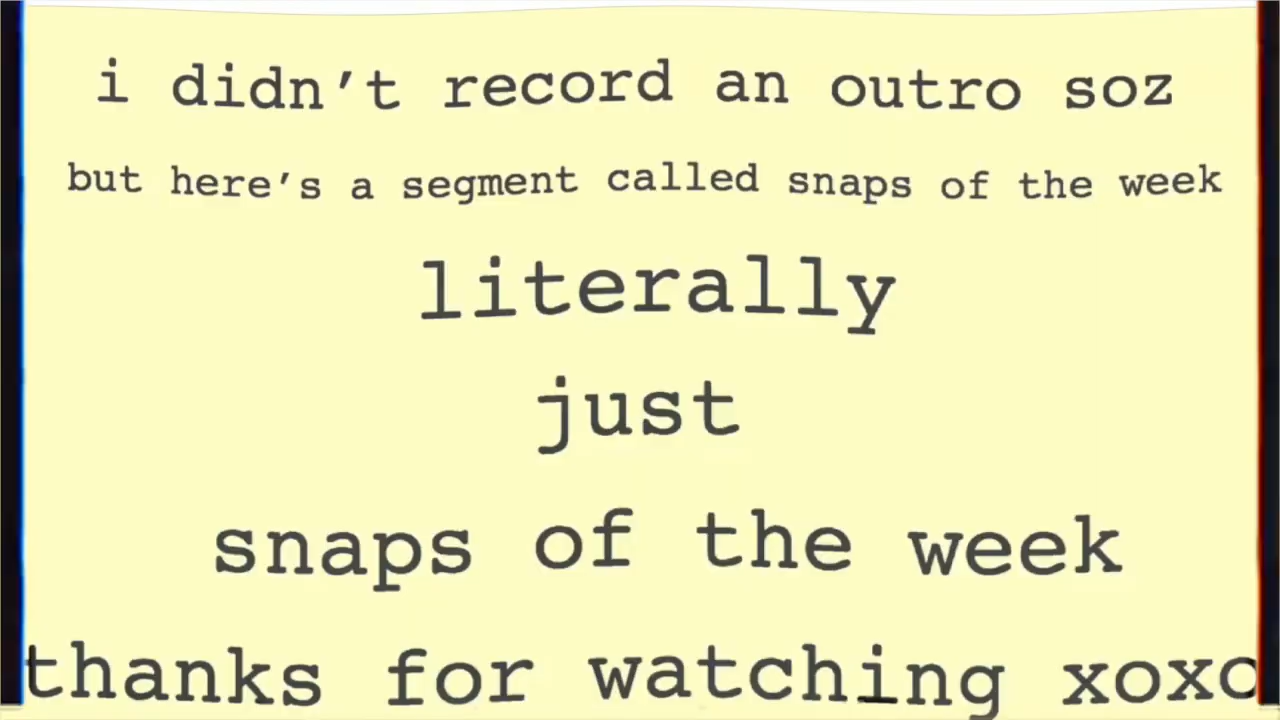 i didn’t record an outro soz
but here’s a segment called snaps of the week
literally
just
snaps of the week
thanks for watching xoxo